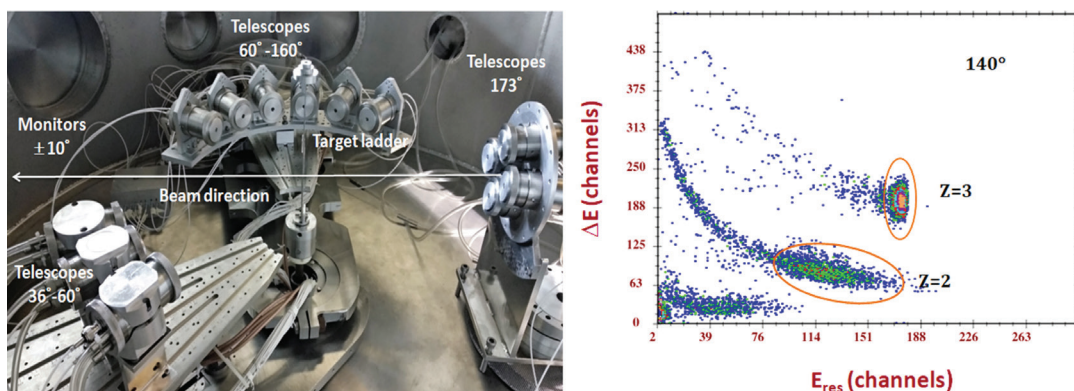 Telescopes
60°-160°
Telescopes
173°
Monitors
±10°
Target ladder
Beam direction
Telescopes
36°-60°
140°
Z=3
Z=2
ΔE (channels)
438
375
313
250
188
125
63
0
2
39
76
114
151
188
226
263
E_res (channels)